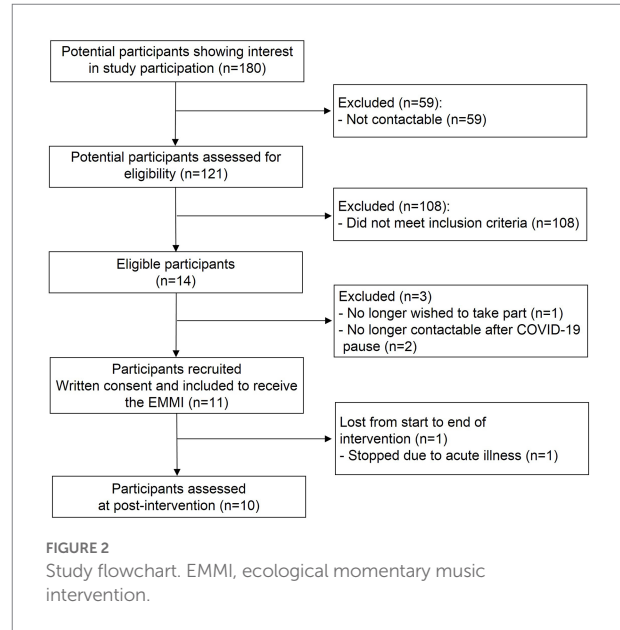 Potential participants showing interest
in study participation (n=180)
Excluded (n=59):
- Not contactable (n=59)
Potential participants assessed for
eligibility (n=121)
Excluded (n=108):
- Did not meet inclusion criteria (n=108)
Eligible participants
(n=14)
Excluded (n=3)
- No longer wished to take part (n=1)
- No longer contactable after COVID-19
pause (n=2)
Participants recruited
Written consent and included to receive
the EMMI (n=11)
Lost from start to end of
intervention (n=1)
- Stopped due to acute illness (n=1)
Participants assessed
at post-intervention (n=10)
FIGURE 2
Study flowchart. EMMI, ecological momentary music
intervention.